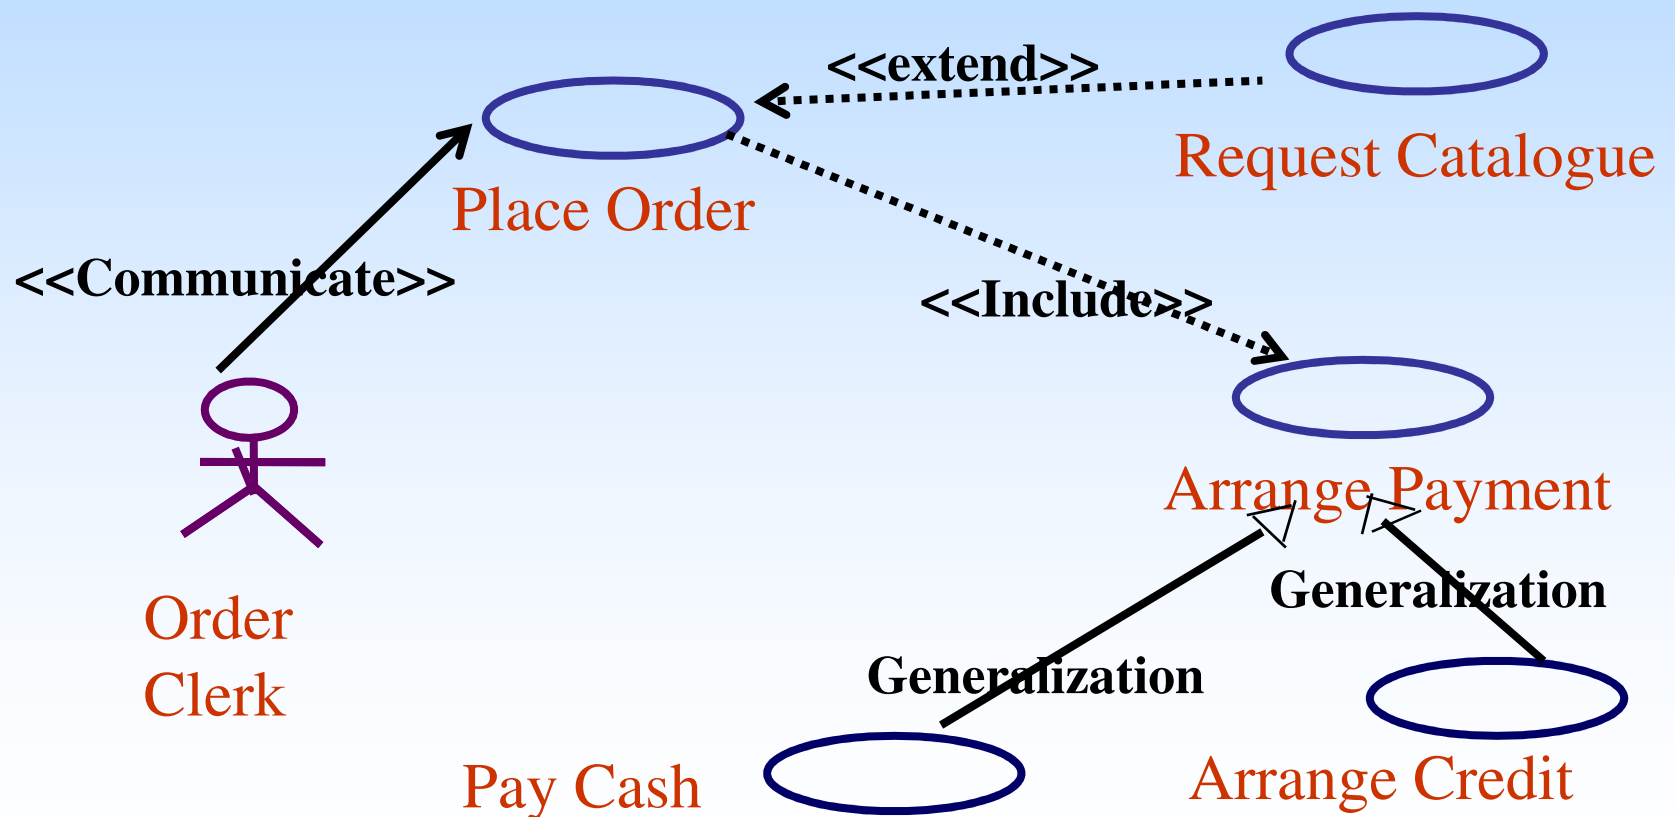 <<extend>>
Request Catalogue
Place Order
<<Communicate>>
<<Include>>
Arrange Payment
Generalization
Order
Clerk
Generalization
Pay Cash
Arrange Credit